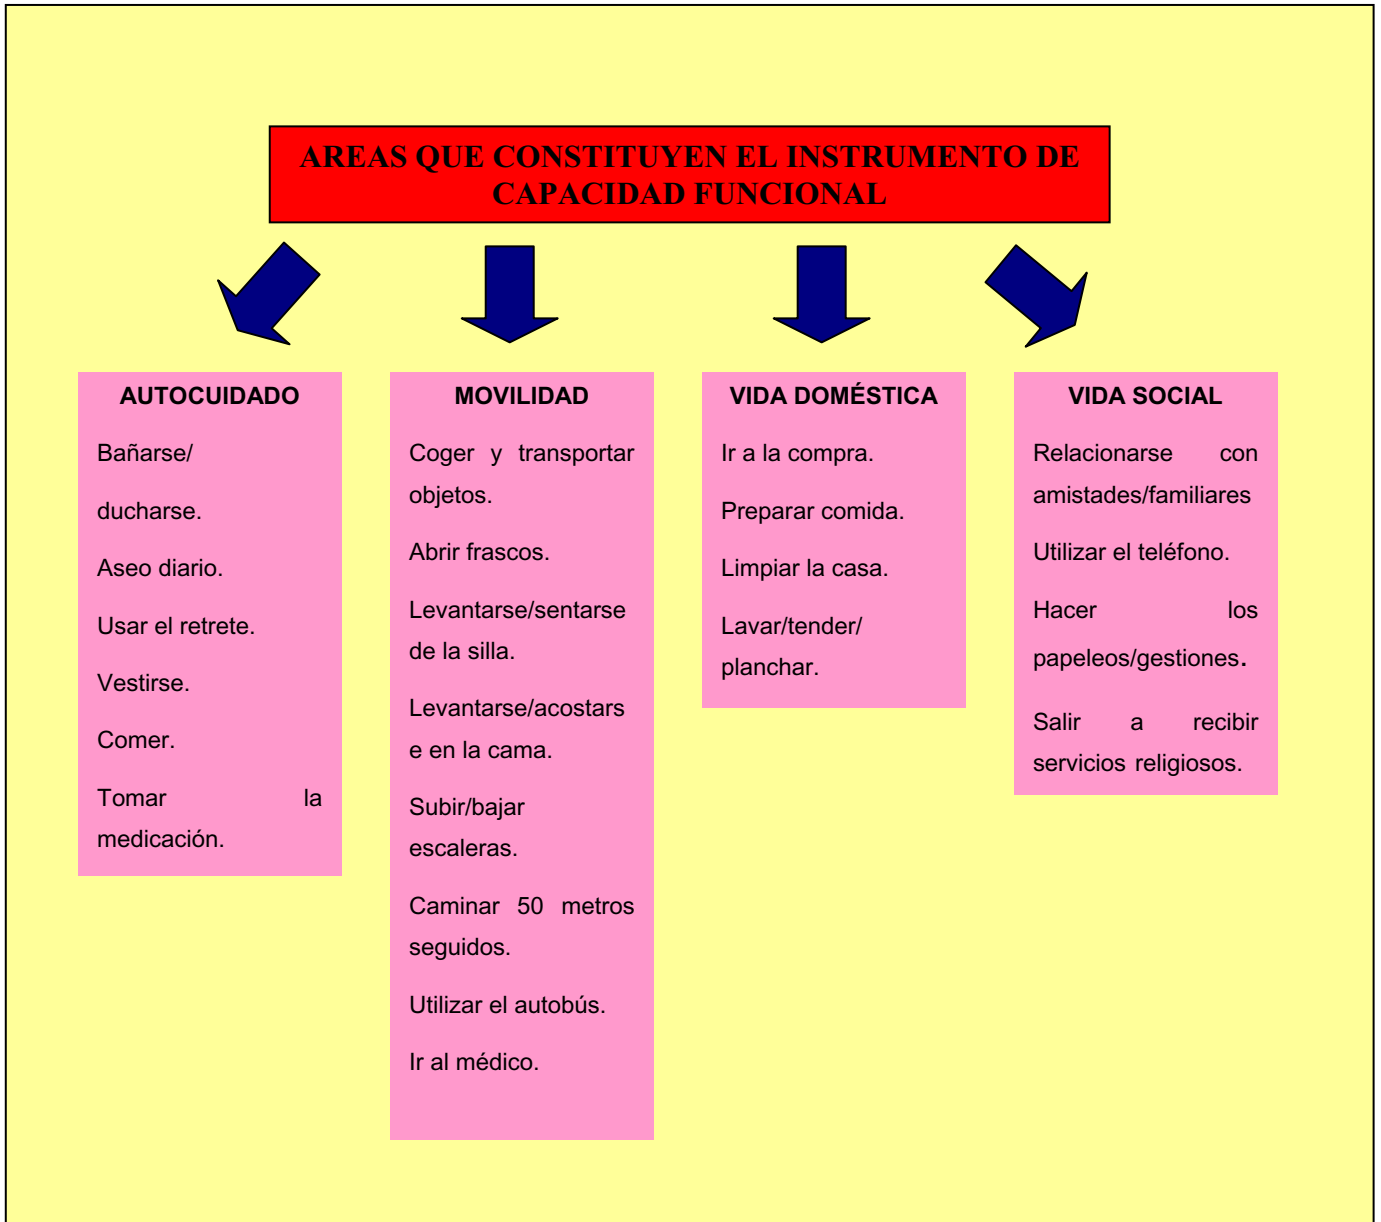 AREAS QUE CONSTITUYEN EL INSTRUMENTO DE
CAPACIDAD FUNCIONAL
AUTOCUIDADO
Bañarse/
ducharse.
Aseo diario.
Usar el retrete.
Vestirse.
Comer.
Tomar la
medicación.
MOVILIDAD
Coger y transportar
objetos.
Abrir frascos.
Levantarse/sentarse
de la silla.
Levantarse/acostars
e en la cama.
Subir/bajar
escaleras.
Caminar 50 metros
seguidos.
Utilizar el autobús.
Ir al médico.
VIDA DOMÉSTICA
Ir a la compra.
Preparar comida.
Limpiar la casa.
Lavar/tender/
planchar.
VIDA SOCIAL
Relacionarse con
amistades/familiares
Utilizar el teléfono.
Hacer los
papeleos/gestiones.
Salir a recibir
servicios religiosos.